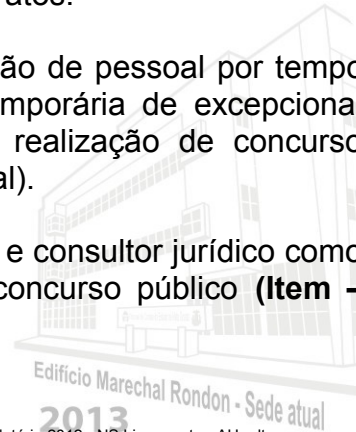 atos.
ão de pessoal por tempo
mporária de excepciona
realização de concurso
al).
e consultor jurídico como
concurso público (Item -
Edifício Marechal Rondon - Sede atual
2013